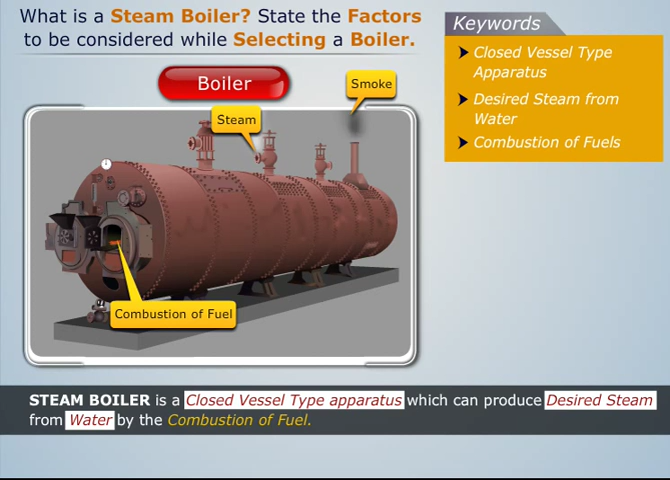 What is a Steam Boiler? State the Factors
to be considered while Selecting a Boiler.
Keywords
Closed Vessel Type
Apparatus
Desired Steam from
Water
Combustion of Fuels
Boiler
Smoke
Steam
Combustion of Fuel
STEAM BOILER is a Closed Vessel Type apparatus which can produce Desired Steam
from Water by the Combustion of Fuel.